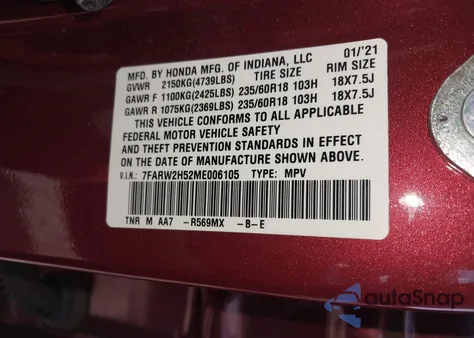 MFD. BY HONDA MFG. OF INDIANA, LLC 01/'21
GVWR 2150KG(4739LBS) TIRE SIZE RIM SIZE
GAWR F 1100KG(2425LBS) 235/60R18 103H 18X7.5J
GAWR R 1075KG(2369LBS) 235/60R18 103H 18X7.5J
THIS VEHICLE CONFORMS TO ALL APPLICABLE
FEDERAL MOTOR VEHICLE SAFETY
AND THEFT PREVENTION STANDARDS IN EFFECT
ON THE DATE OF MANUFACTURE SHOWN ABOVE.
V.I.N.: 7FARW2H52ME006105 TYPE: MPV
TNR M AA7 -R569MX -B-E
autoSnap